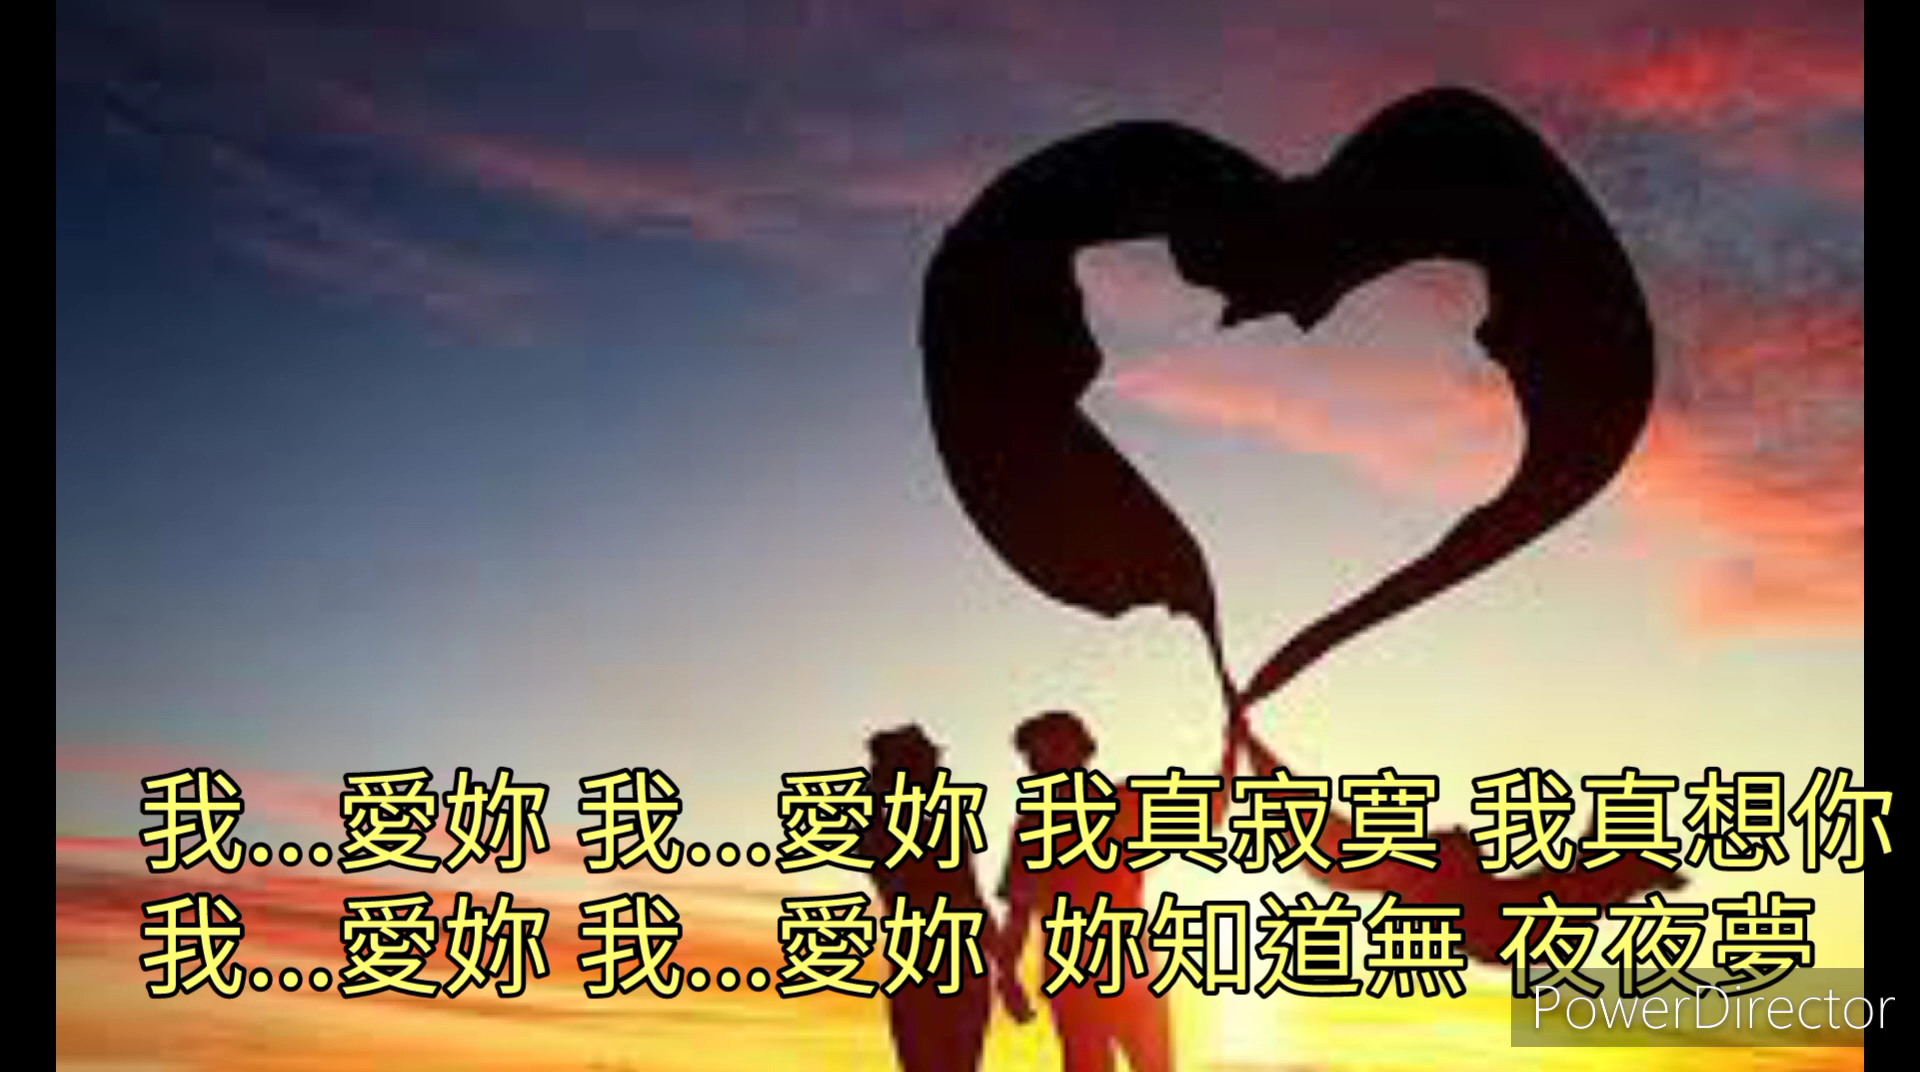 我...愛妳 我...愛妳 我真寂寞 我真想你
我...愛妳 我...愛妳 妳知道無 夜夜夢
PowerDirector